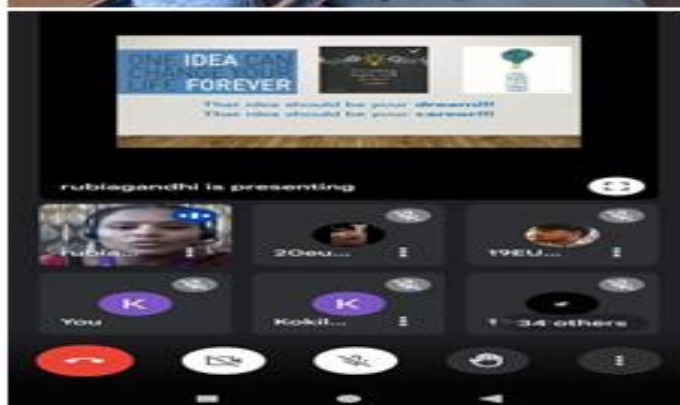 ONE IDEA CAN
CHANGE YOUR
LIFE FOREVER
That idea should be your dream!!!
That idea should be your career!!!
rubiagandhi is presenting
rubia...
20eu...
19EU...
K
K
You
Kokil...
34 others